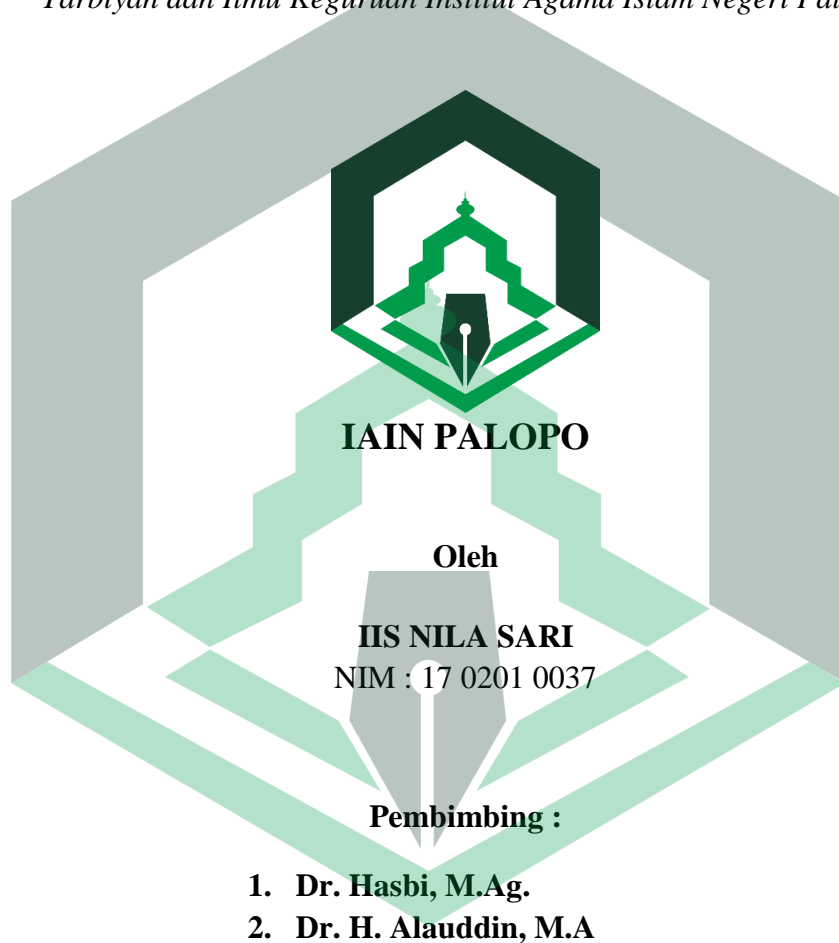 Tarbiyah dan Ilmu Keguruan Institut Agama Islam Negeri
IAIN PALOPO
Oleh
IIS NILA SARI
NIM : 17 0201 0037
Pembimbing :
1. Dr. Hasbi, M.Ag.
2. Dr. H. Alauddin, M.A